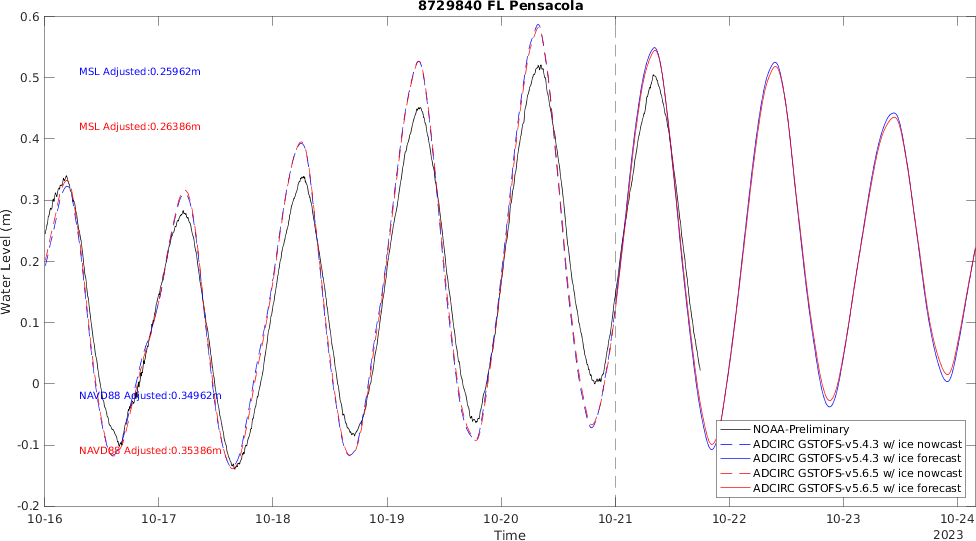 8729840 FL Pensacola
0.6
0.5
0.4
0.3
0.2
0.1
0
-0.1
-0.2
Water Level (m)
MSL Adjusted:0.25962m
MSL Adjusted:0.26386m
NAVD88 Adjusted:0.34962m
NAVD88 Adjusted:0.35386m
NOAA-Preliminary
ADCIRC GSTOFS-v5.4.3 w/ ice nowcast
ADCIRC GSTOFS-v5.4.3 w/ ice forecast
ADCIRC GSTOFS-v5.6.5 w/ ice nowcast
ADCIRC GSTOFS-v5.6.5 w/ ice forecast
10-16 10-17 10-18 10-19 10-20 10-21 10-22 10-23 10-24
2023
Time